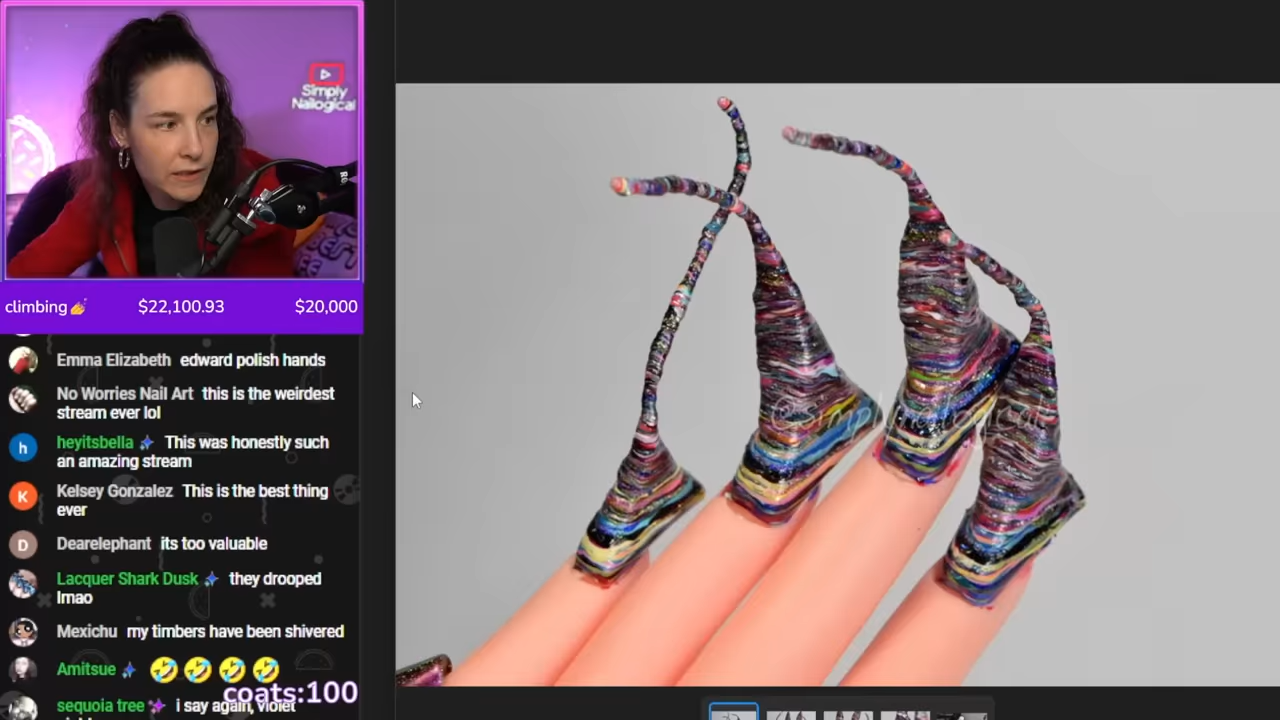 Simply
Nailogical
climbing💅 $22,100.93 $20,000
Emma Elizabeth edward polish hands
No Worries Nail Art this is the weirdest
stream ever lol
heyitsbella This was honestly such
an amazing stream
Kelsey Gonzalez This is the best thing
ever
Dearelephant its too valuable
Lacquer Shark Dusk they drooped
lmao
Mexichu my timbers have been shivered
Amitsue 🤣🤣🤣🤣
coats:100
sequoia tree i say again, violet
@simplynailogical